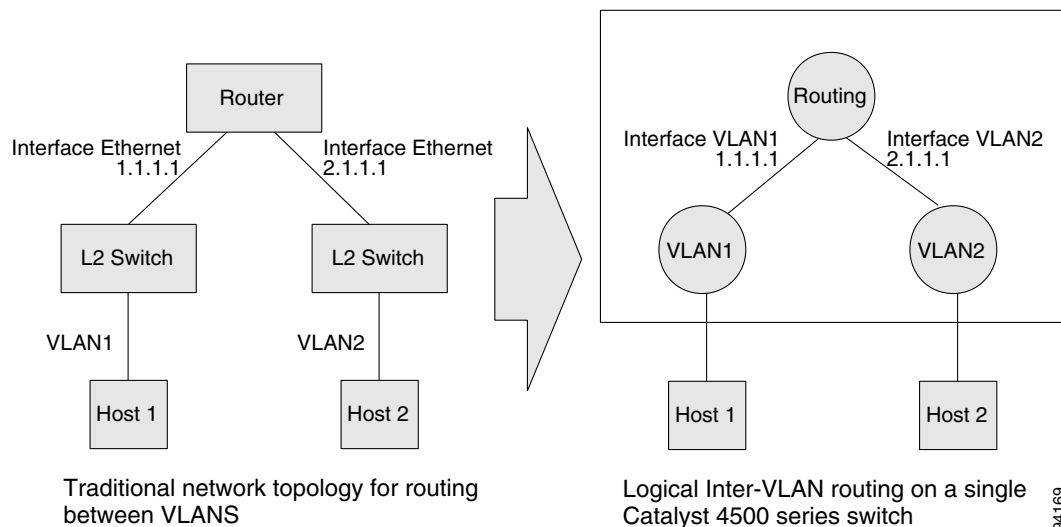 Router
Interface Ethernet
1.1.1.1
Interface Ethernet
2.1.1.1
L2 Switch
L2 Switch
VLAN1
VLAN2
Host 1
Host 2
Traditional network topology for routing
between VLANS
Routing
Interface VLAN1
1.1.1.1
Interface VLAN2
2.1.1.1
VLAN1
VLAN2
Host 1
Host 2
Logical Inter-VLAN routing on a single
Catalyst 4500 series switch
94169